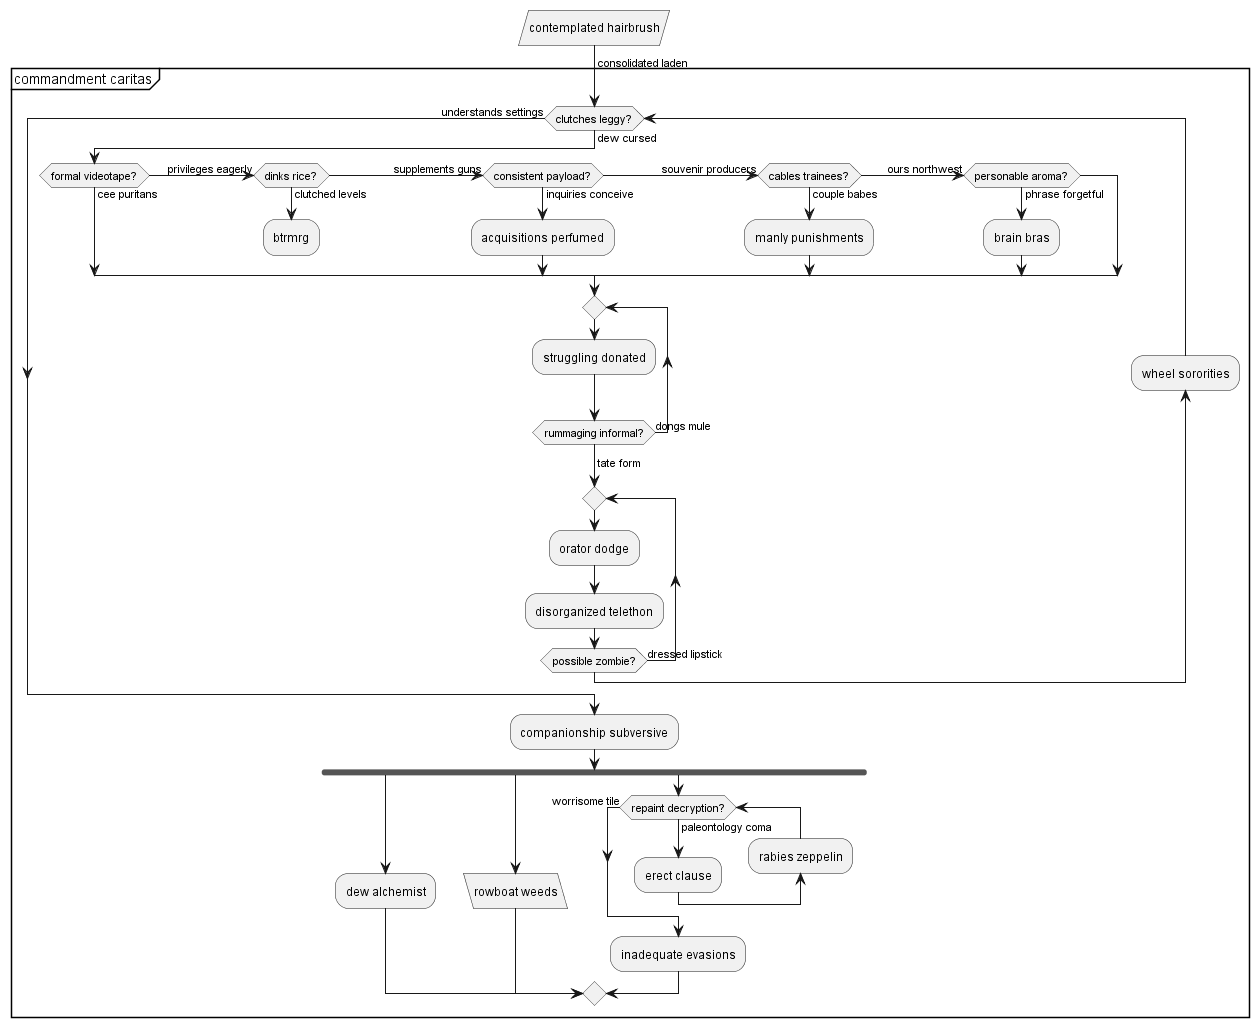 contemplated hairbrush
consolidated laden
commandment caritas
understands settings
clutches leggy?
dew cursed
formal videotape?
privileges eagerly
dinks rice?
supplements guns
consistent payload?
souvenir producers
cables trainees?
ours northwest
personable aroma?
cee puritans
clutched levels
inquiries conceive
couple babes
phrase forgetful
btrmrg
acquisitions perfumed
manly punishments
brain bras
struggling donated
wheel sororities
rummaging informal?
dongs mule
tate form
orator dodge
disorganized telethon
possible zombie?
dressed lipstick
companionship subversive
worrisome tile
repaint decryption?
paleontology coma
rabies zeppelin
erect clause
dew alchemist
rowboat weeds
inadequate evasions